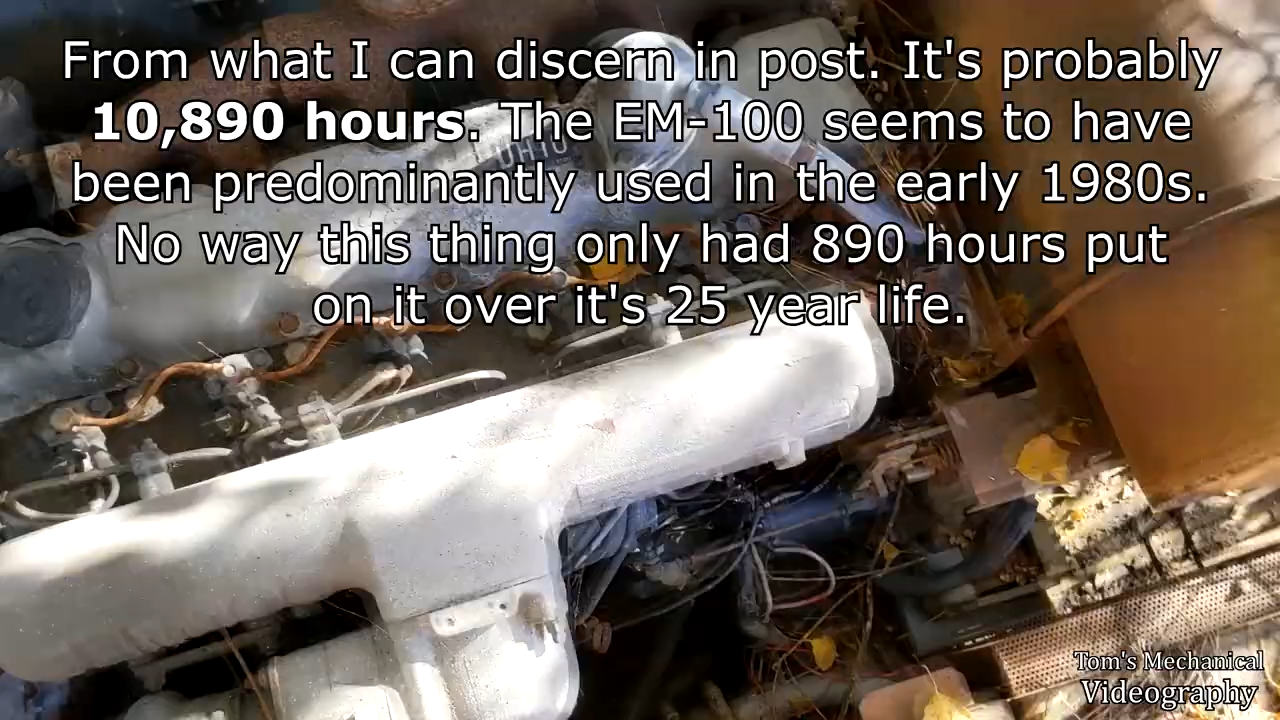 From what I can discern in post. It's probably
10,890 hours. The EM-100 seems to have
been predominantly used in the early 1980s.
No way this thing only had 890 hours put
on it over it's 25 year life.
Tom's Mechanical
Videography